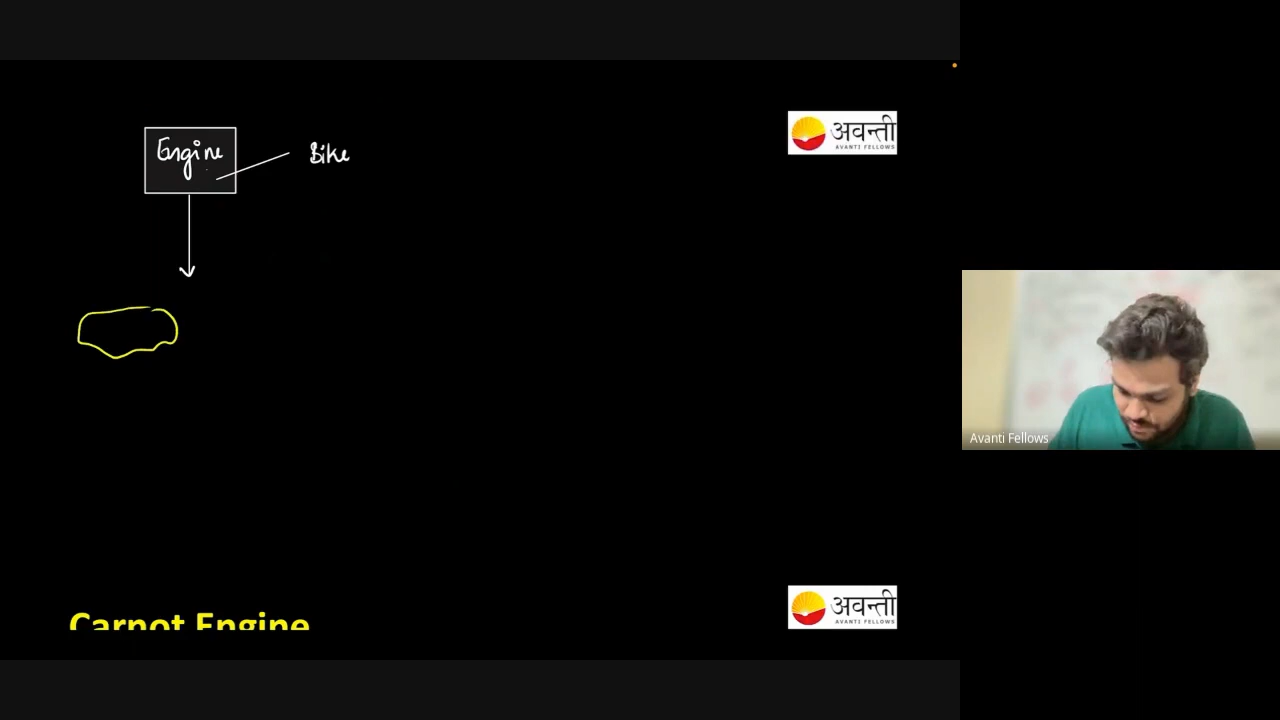 अवन्ती
AVANTI FELLOWS
Engine
Bike
Avanti Fellows
Carnot Engine
अवन्ती
AVANTI FELLOWS